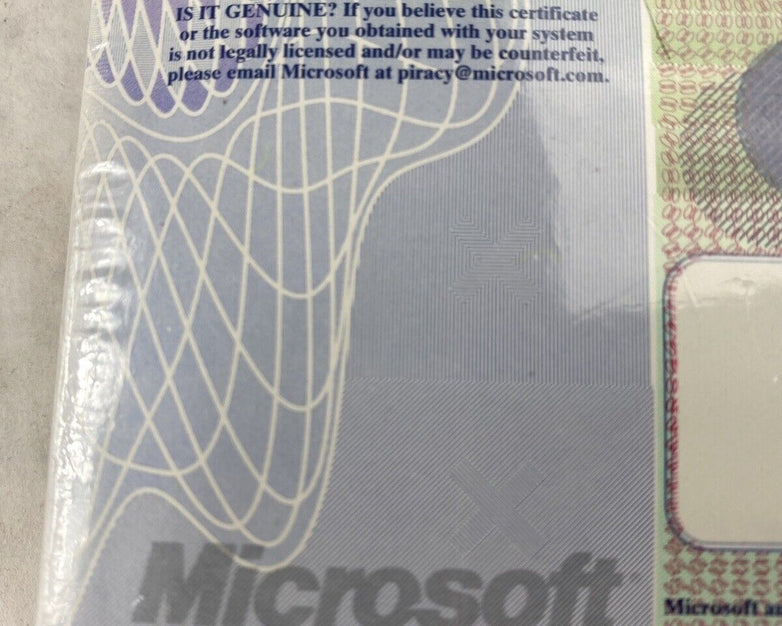 IS IT GENUINE? If you believe this certificate
or the software you obtained with your system
is not legally licensed and/or may be counterfeit,
please email Microsoft at piracy@microsoft.com.
Microsoft
Microsoft an